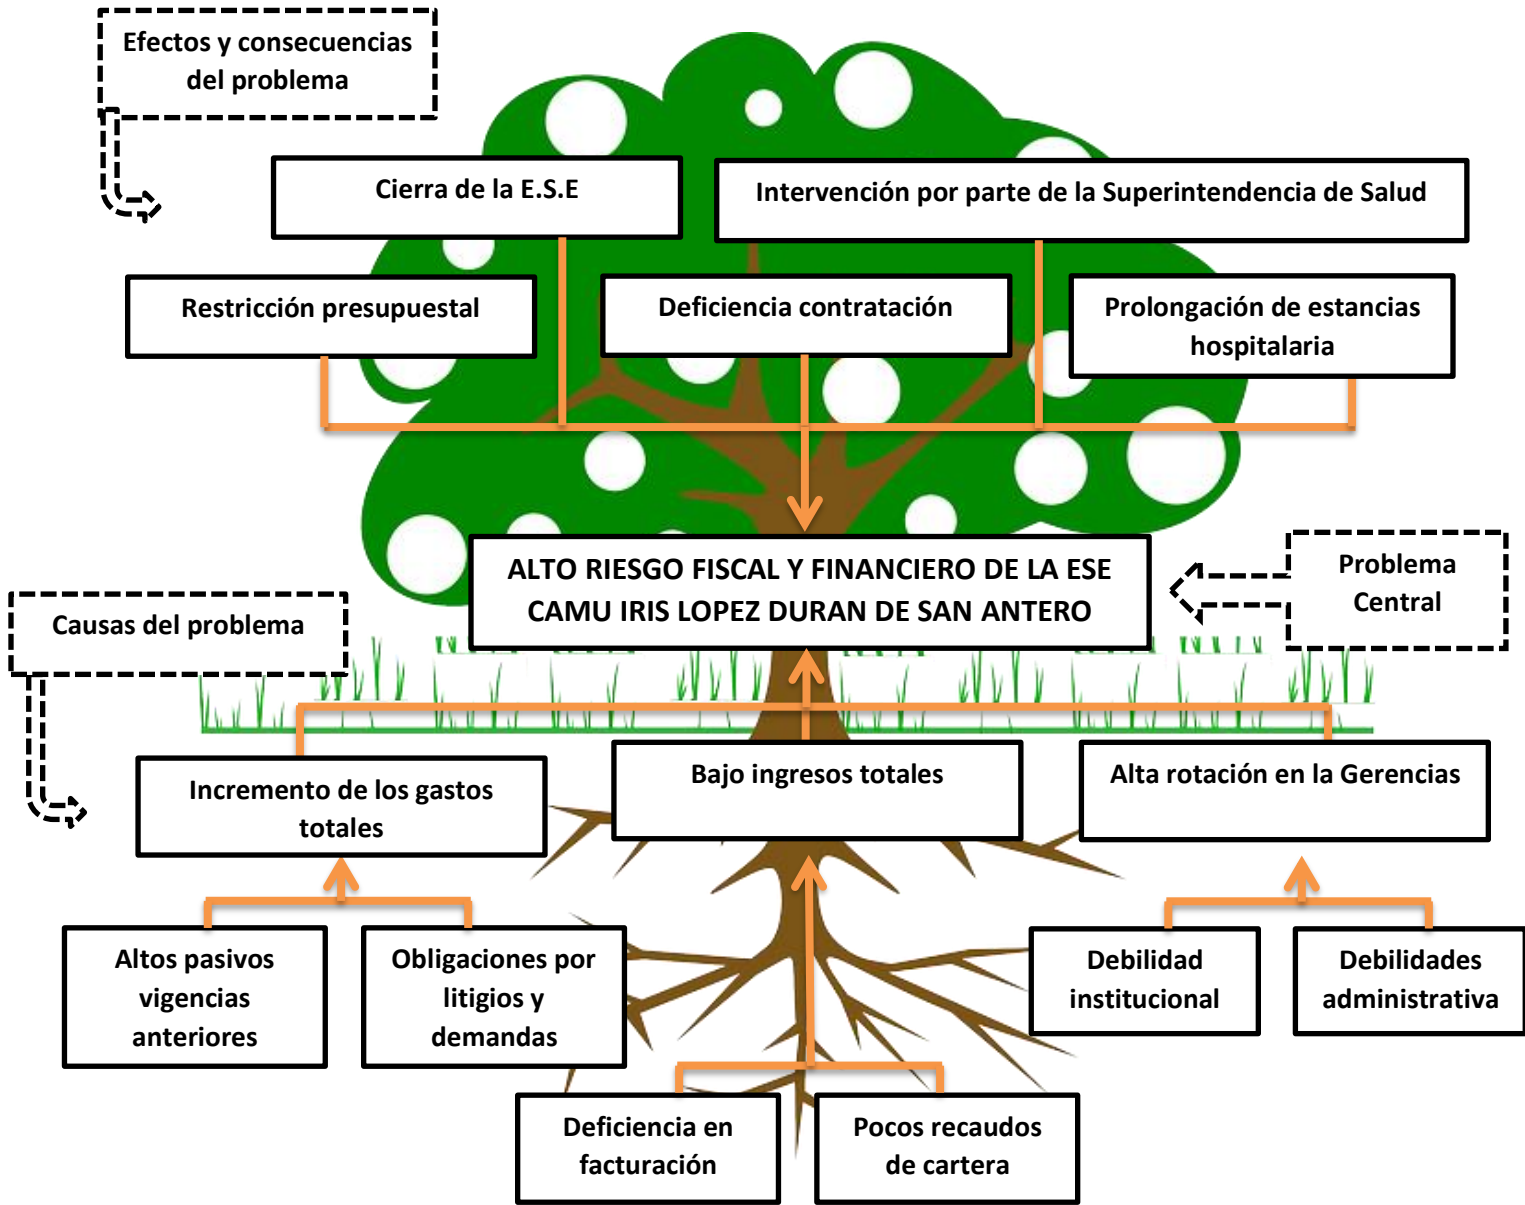 Efectos y consecuencias
del problema
Cierra de la E.S.E
Intervención por parte de la Superintendencia de Salud
Restricción presupuestal
Deficiencia contratación
Prolongación de estancias
hospitalaria
ALTO RIESGO FISCAL Y FINANCIERO DE LA ESE
CAMU IRIS LOPEZ DURAN DE SAN ANTERO
Problema
Central
Causas del problema
Incremento de los gastos
totales
Bajo ingresos totales
Alta rotación en la Gerencias
Altos pasivos
vigencias
anteriores
Obligaciones por
litigios y
demandas
Debilidad
institucional
Debilidades
administrativa
Deficiencia en
facturación
Pocos recaudos
de cartera